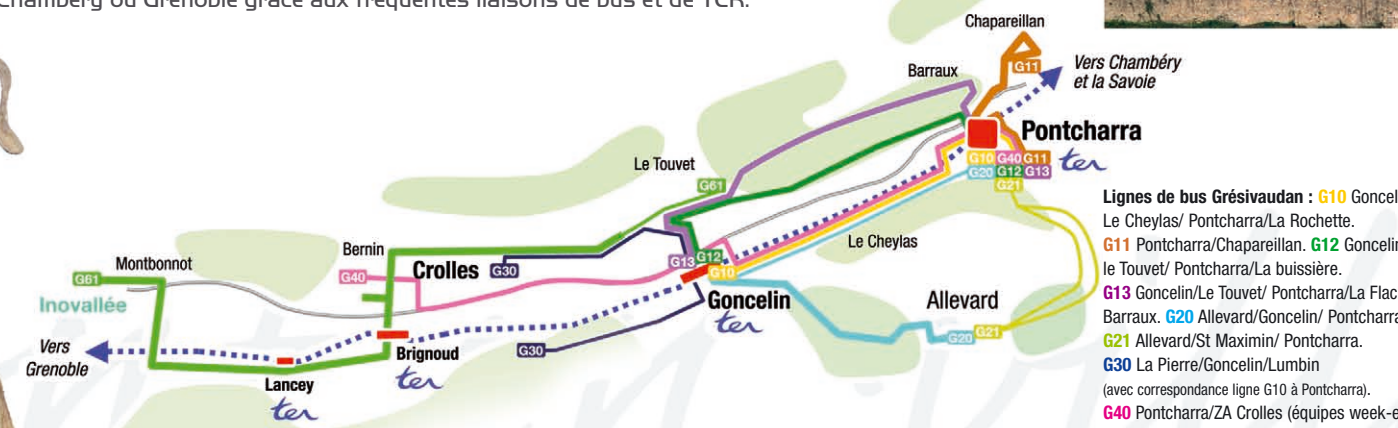 Chambéry ou Grenoble grâce aux fréquentes liaisons de bus et de TER.
Chapareillan
G11
Vers Chambéry
et la Savoie
Barraux
Pontcharra
G10 G40 G11
ter
G20 G12 G13
G21
Le Touvet
G61
Le Cheylas
Bernin
G40
Crolles
G30
G13 G12
G10
Goncelin
ter
Allevard
G20 G21
Montbonnot
G61
Inovallée
Vers
Grenoble
Lancey
ter
Brignoud
ter
G30
Lignes de bus Grésivaudan : G10 Goncel
Le Cheylas/ Pontcharra/La Rochette.
G11 Pontcharra/Chapareillan. G12 Goncelin
le Touvet/ Pontcharra/La buissière.
G13 Goncelin/Le Touvet/ Pontcharra/La Flac
Barraux. G20 Allevard/Goncelin/ Pontcharra
G21 Allevard/St Maximin/ Pontcharra.
G30 La Pierre/Goncelin/Lumbin
(avec correspondance ligne G10 à Pontcharra).
G40 Pontcharra/ZA Crolles (équipes week-e